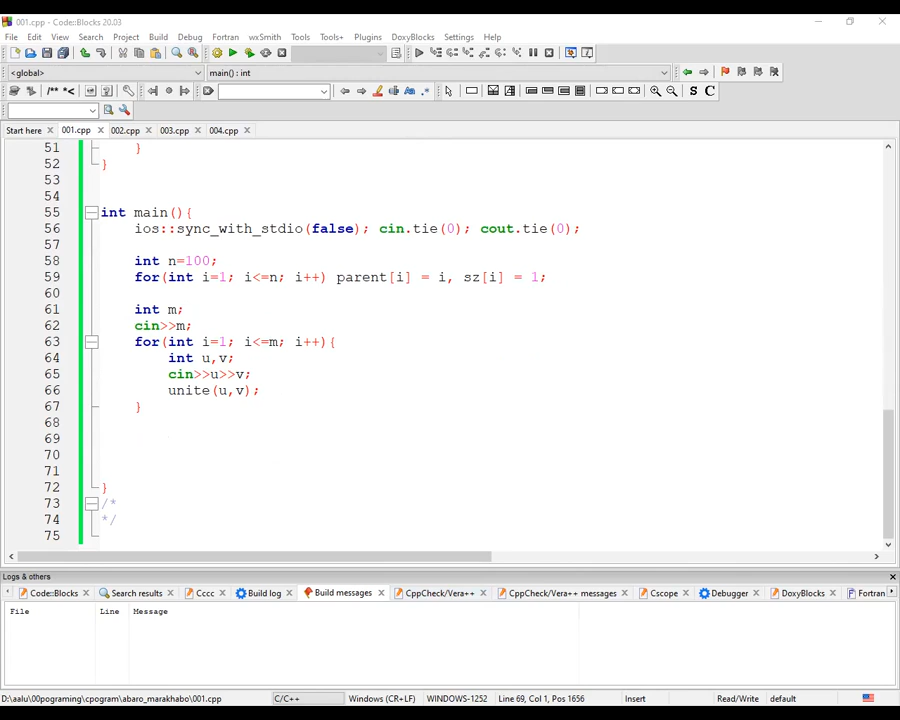 001.cpp - Code::Blocks 20.03
File Edit View Search Project Build Debug Fortran wxSmith Tools Tools+ Plugins DoxyBlocks Settings Help
<global> main() : int
/** *< 
S C
Start here 001.cpp 002.cpp 003.cpp 004.cpp
51 }
52 }
53
54
55 int main(){
56 ios::sync_with_stdio(false); cin.tie(0); cout.tie(0);
57
58 int n=100;
59 for(int i=1; i<=n; i++) parent[i] = i, sz[i] = 1;
60
61 int m;
62 cin>>m;
63 for(int i=1; i<=m; i++){
64 int u,v;
65 cin>>u>>v;
66 unite(u,v);
67 }
68
69
70
71
72 }
73 /*
74 */
75
Logs & others
Code::Blocks Search results Cccc Build log Build messages CppCheck/Vera++ CppCheck/Vera++ messages Cscope Debugger DoxyBlocks Fortran
File Line Message
D:\aalu\00pograming\cpogram\abaro_marakhabo\001.cpp C/C++ Windows (CR+LF) WINDOWS-1252 Line 69, Col 1, Pos 1656 Insert Read/Write default